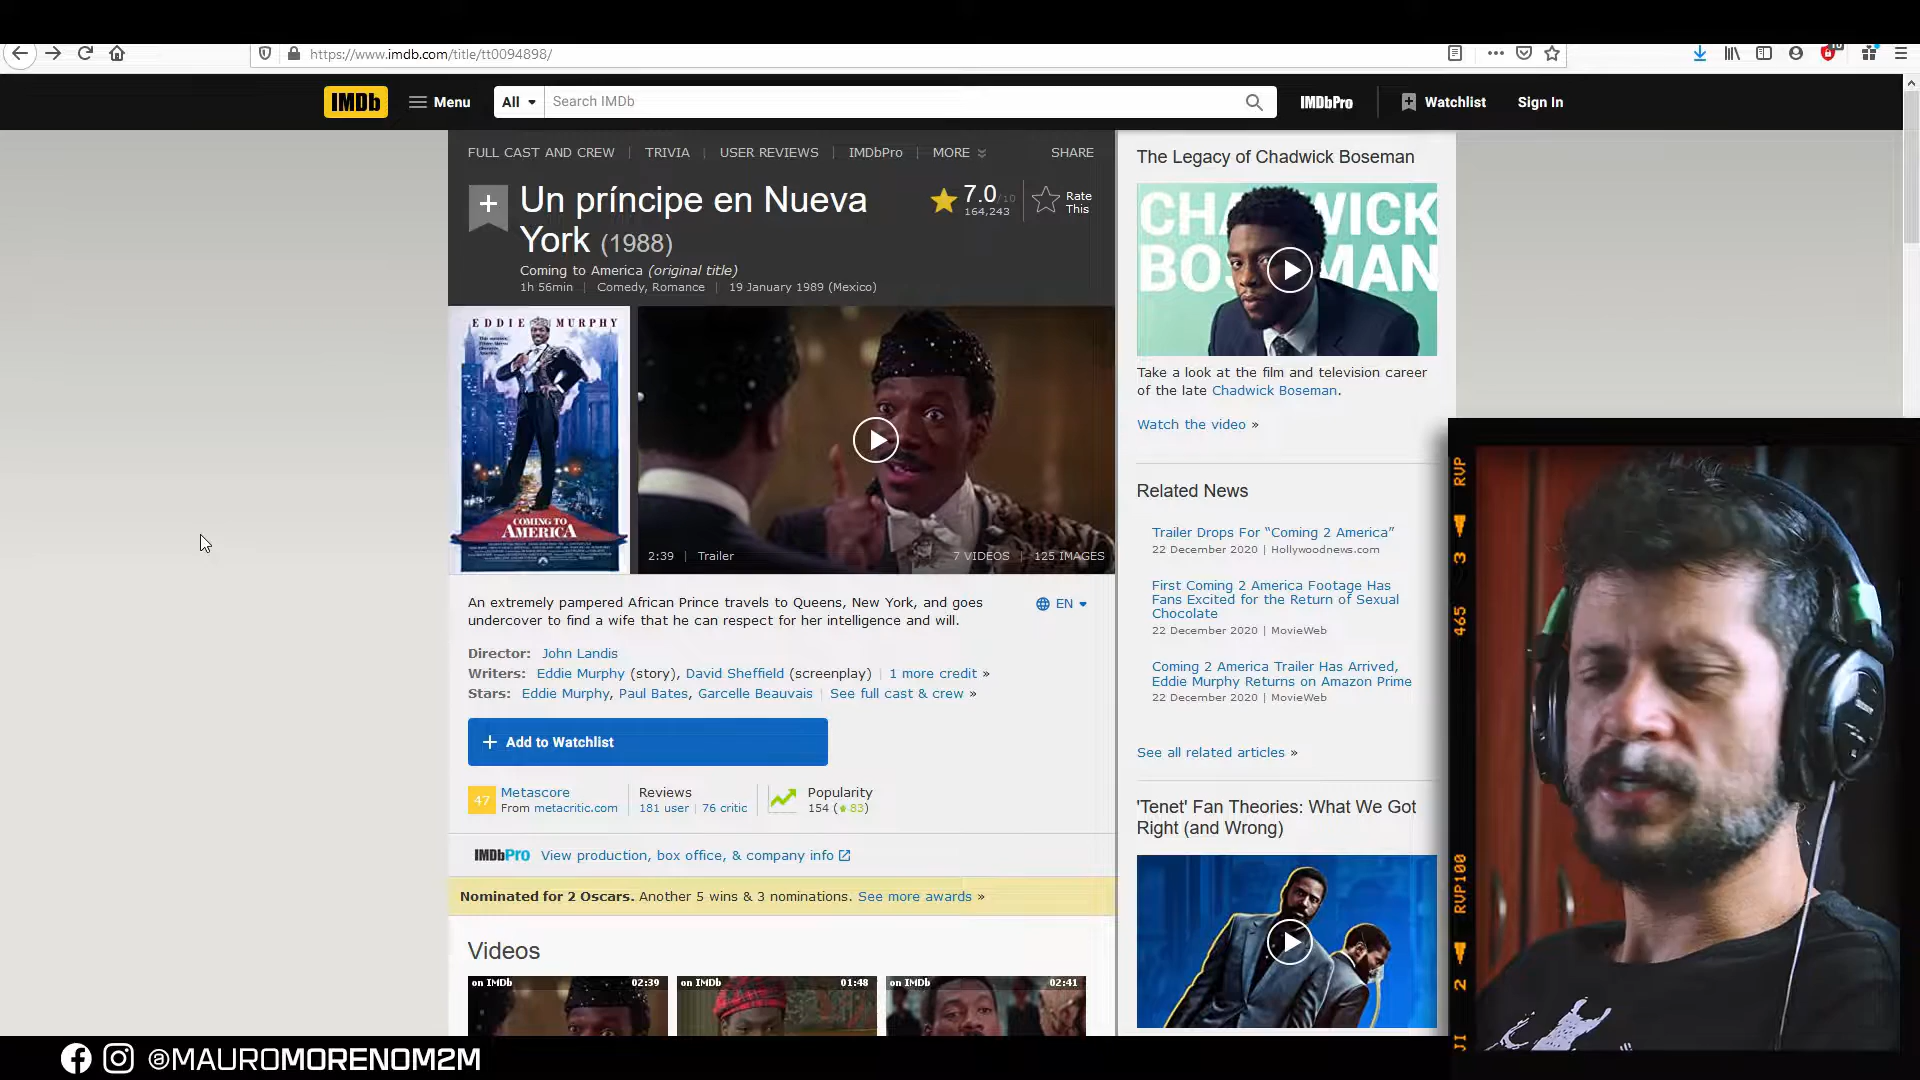 https://www.imdb.com/title/tt0094898/
IMDb
Menu
All
Search IMDb
IMDbPro
Watchlist
Sign In
FULL CAST AND CREW
TRIVIA
USER REVIEWS
IMDbPro
MORE
SHARE
Un príncipe en Nueva
York (1988)
7.0/10
164,243
Rate
This
Coming to America (original title)
1h 56min | Comedy, Romance | 19 January 1989 (Mexico)
EDDIE MURPHY
COMING TO
AMERICA
2:39 | Trailer
7 VIDEOS | 125 IMAGES
An extremely pampered African Prince travels to Queens, New York, and goes
undercover to find a wife that he can respect for her intelligence and will.
EN
Director: John Landis
Writers: Eddie Murphy (story), David Sheffield (screenplay) | 1 more credit »
Stars: Eddie Murphy, Paul Bates, Garcelle Beauvais | See full cast & crew »
+ Add to Watchlist
47
Metascore
From metacritic.com
Reviews
181 user | 76 critic
Popularity
154 (83)
IMDbPro View production, box office, & company info
Nominated for 2 Oscars. Another 5 wins & 3 nominations. See more awards »
Videos
on IMDb 02:39
on IMDb 01:48
on IMDb 02:41
The Legacy of Chadwick Boseman
CHADWICK
BOSEMAN
Take a look at the film and television career
of the late Chadwick Boseman.
Watch the video »
Related News
Trailer Drops For “Coming 2 America”
22 December 2020 | Hollywoodnews.com
First Coming 2 America Footage Has
Fans Excited for the Return of Sexual
Chocolate
22 December 2020 | MovieWeb
Coming 2 America Trailer Has Arrived,
Eddie Murphy Returns on Amazon Prime
22 December 2020 | MovieWeb
See all related articles »
'Tenet' Fan Theories: What We Got
Right (and Wrong)
RVP
3
465
RVP100
2
@MAUROMORENOM2M